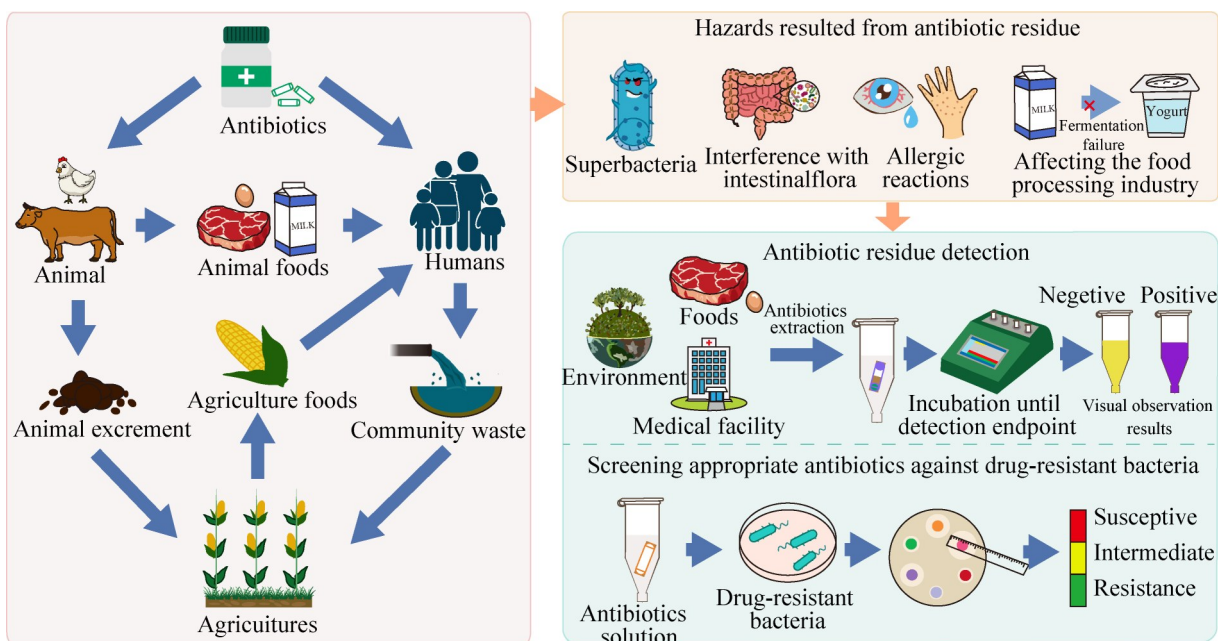 Antibiotics
Animal
MILK
Animal foods
Humans
Animal excrement
Agriculture foods
Community waste
Agricuitures
Hazards resulted from antibiotic residue
Superbacteria
Interference with
intestinalflora
Allergic
reactions
MILK
Fermentation
failure
Yogurt
Affecting the food
processing industry
Antibiotic residue detection
Environment
Foods
Medical facility
Antibiotics
extraction
Incubation until
detection endpoint
Negetive
Positive
Visual observation
results
Screening appropriate antibiotics against drug-resistant bacteria
Antibiotics
solution
Drug-resistant
bacteria
Susceptive
Intermediate
Resistance